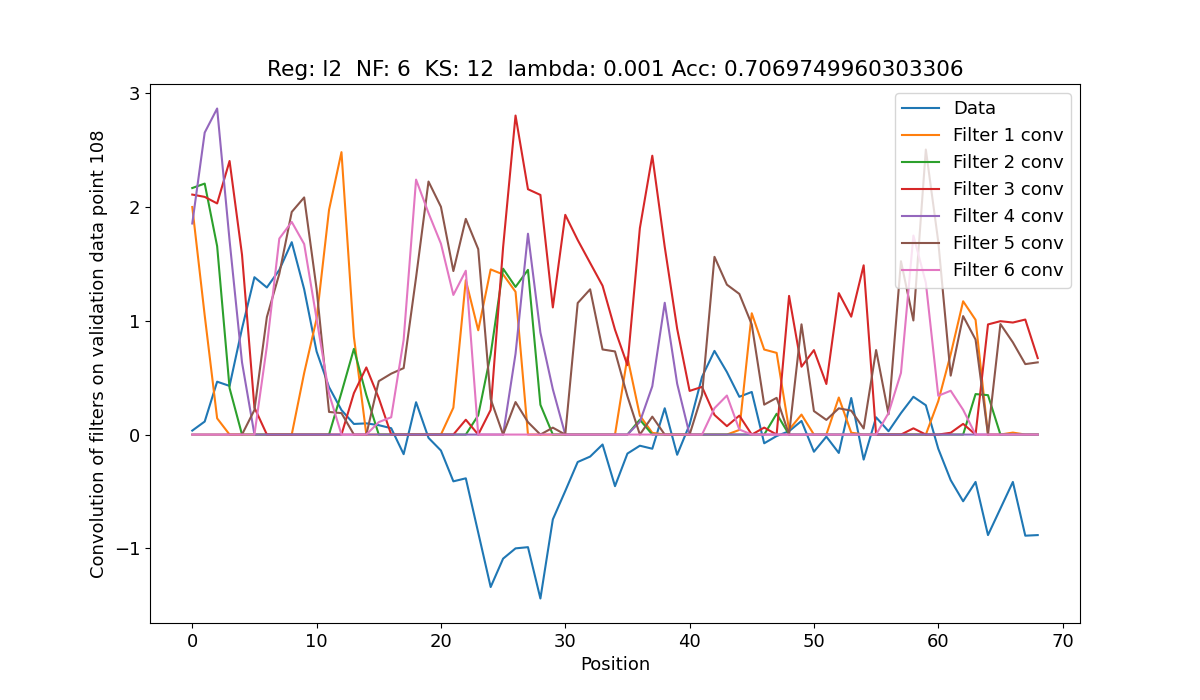 Reg: l2  NF: 6  KS: 12  lambda: 0.001 Acc: 0.7069749960303306
Convolution of filters on validation data point 108
3
2
1
0
−1
Data
Filter 1 conv
Filter 2 conv
Filter 3 conv
Filter 4 conv
Filter 5 conv
Filter 6 conv
0 10 20 30 40 50 60 70
Position